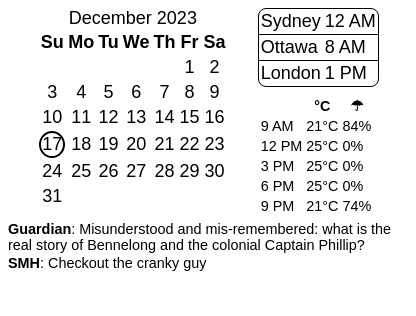 December 2023
Su Mo Tu We Th Fr Sa
1 2
3 4 5 6 7 8 9
10 11 12 13 14 15 16
17 18 19 20 21 22 23
24 25 26 27 28 29 30
31
Sydney 12 AM
Ottawa 8 AM
London 1 PM
°C ☂
9 AM 21°C 84%
12 PM 25°C 0%
3 PM 25°C 0%
6 PM 25°C 0%
9 PM 21°C 74%
Guardian: Misunderstood and mis-remembered: what is the
real story of Bennelong and the colonial Captain Phillip?
SMH: Checkout the cranky guy